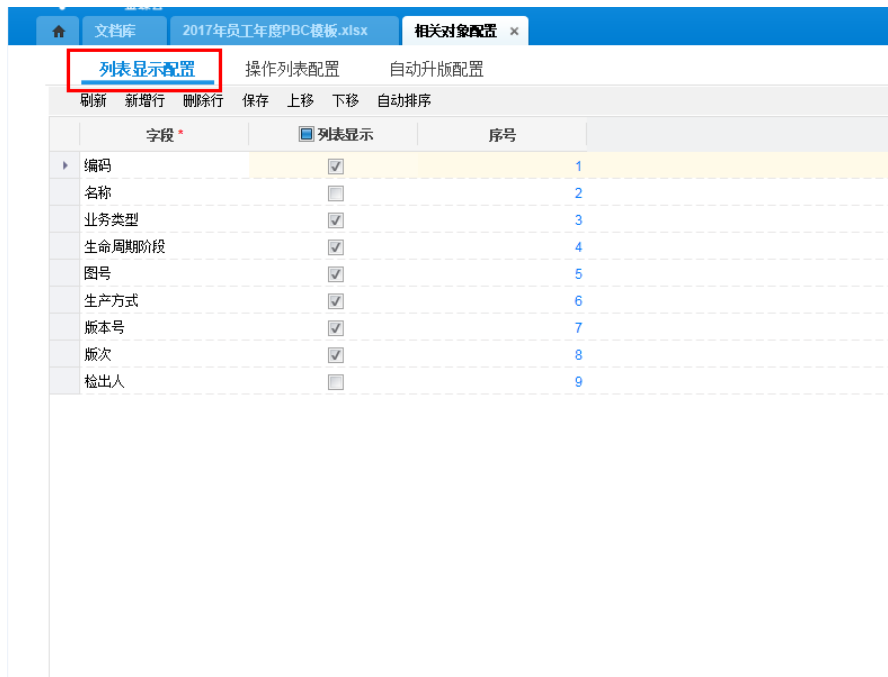 文档库 2017年员工年度PBC模板.xlsx 相关对象配置 ×
列表显示配置 操作列表配置 自动升版配置
刷新 新增行 删除行 保存 上移 下移 自动排序
字段* 列表显示 序号
编码 1
名称 2
业务类型 3
生命周期阶段 4
图号 5
生产方式 6
版本号 7
版次 8
检出人 9